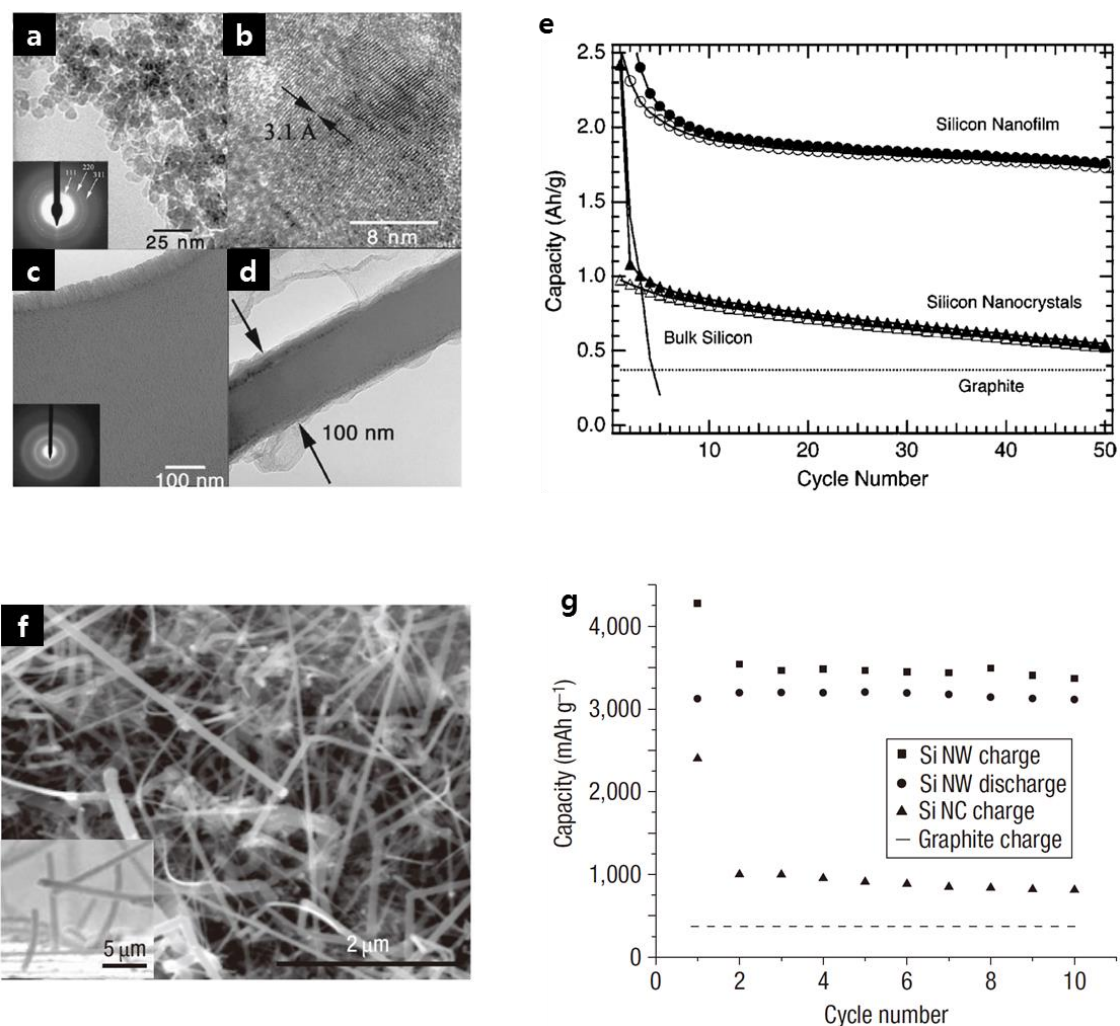 a
b
3.1 Å
111
220
311
25 nm
8 nm
c
d
100 nm
100 nm
e
2.5
2.0
1.5
1.0
0.5
0.0
Capacity (Ah/g)
Silicon Nanofilm
Silicon Nanocrystals
Bulk Silicon
Graphite
10 20 30 40 50
Cycle Number
f
5 µm
2 µm
g
4,000
3,000
2,000
1,000
0
Capacity (mAh g⁻¹)
Si NW charge
Si NW discharge
Si NC charge
Graphite charge
0 2 4 6 8 10
Cycle number